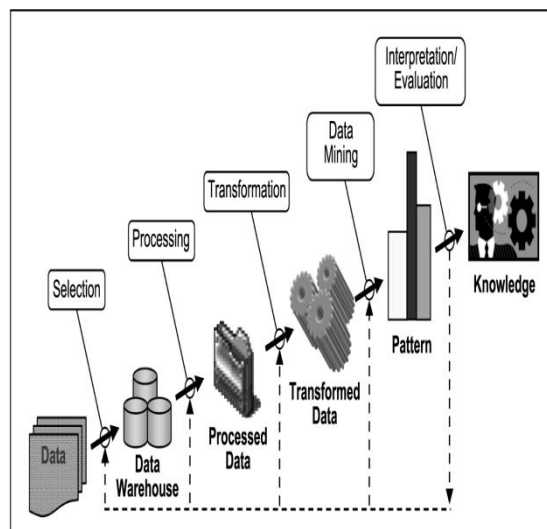 Interpretation/
Evaluation
Data
Mining
Transformation
Processing
Selection
Knowledge
Pattern
Transformed
Data
Processed
Data
Data
Warehouse
Data